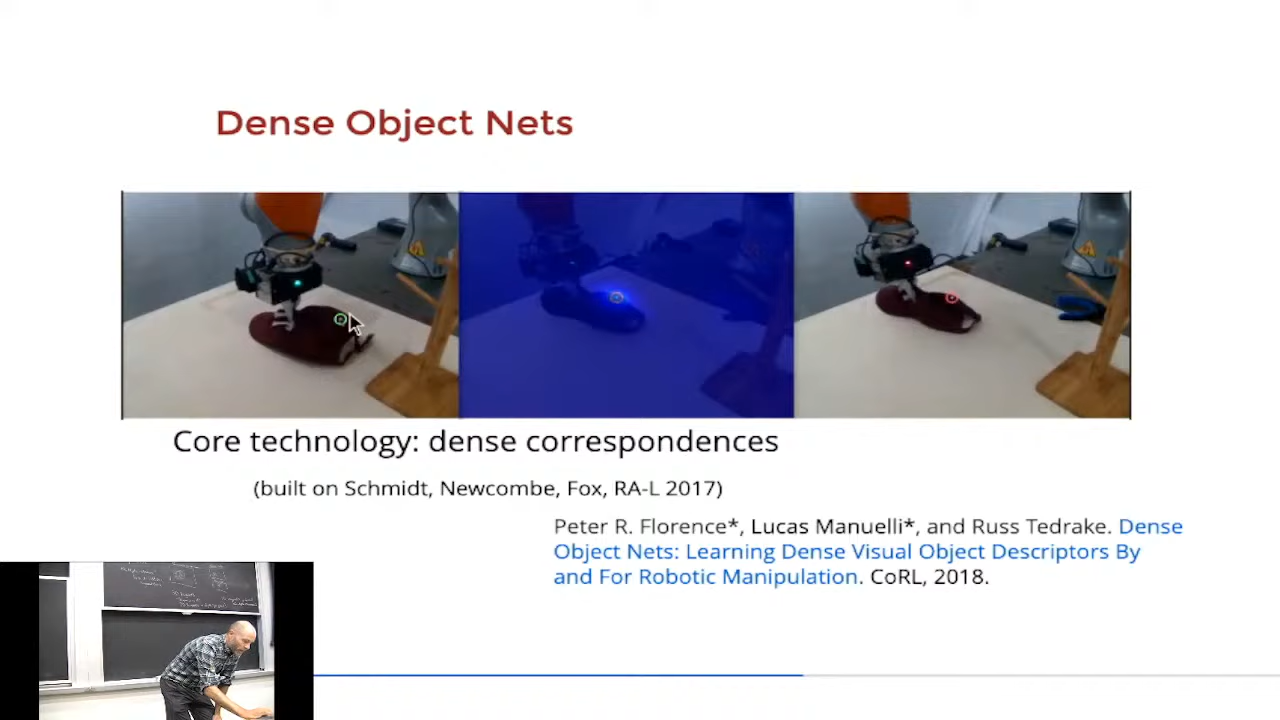 Dense Object Nets
Core technology: dense correspondences
(built on Schmidt, Newcombe, Fox, RA-L 2017)
Peter R. Florence*, Lucas Manuelli*, and Russ Tedrake. Dense
Object Nets: Learning Dense Visual Object Descriptors By
and For Robotic Manipulation. CoRL, 2018.